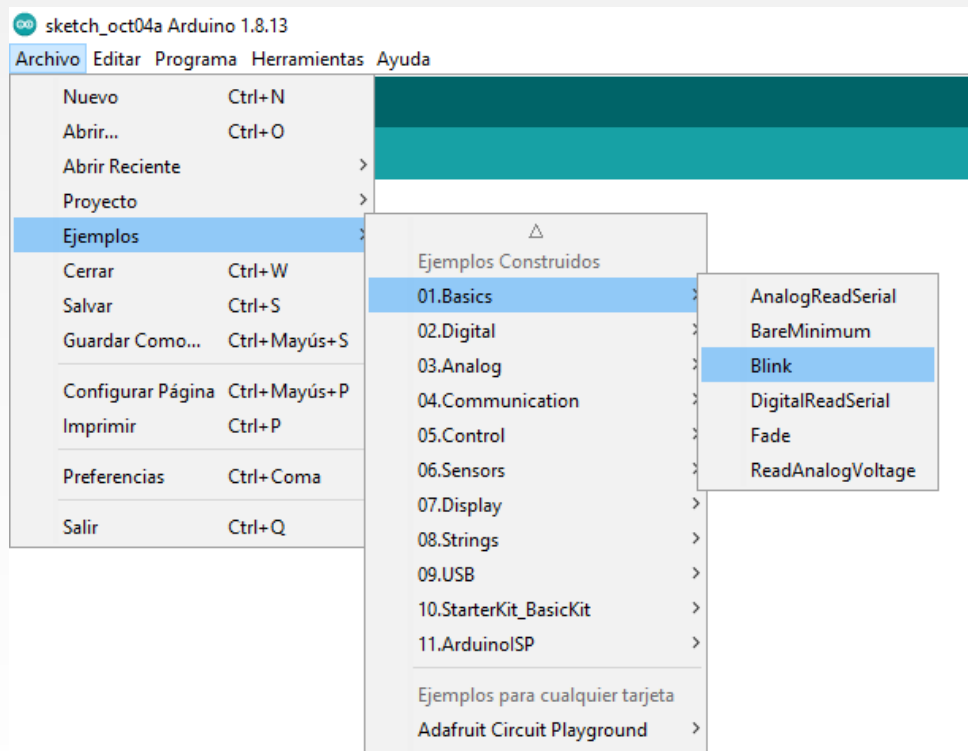 sketch_oct04a Arduino 1.8.13
Archivo Editar Programa Herramientas Ayuda
Nuevo Ctrl+N
Abrir... Ctrl+O
Abrir Reciente
Proyecto
Ejemplos
Cerrar Ctrl+W
Salvar Ctrl+S
Guardar Como... Ctrl+Mayús+S
Configurar Página Ctrl+Mayús+P
Imprimir Ctrl+P
Preferencias Ctrl+Coma
Salir Ctrl+Q
Ejemplos Construidos
01.Basics
02.Digital
03.Analog
04.Communication
05.Control
06.Sensors
07.Display
08.Strings
09.USB
10.StarterKit_BasicKit
11.ArduinoISP
Ejemplos para cualquier tarjeta
Adafruit Circuit Playground
AnalogReadSerial
BareMinimum
Blink
DigitalReadSerial
Fade
ReadAnalogVoltage